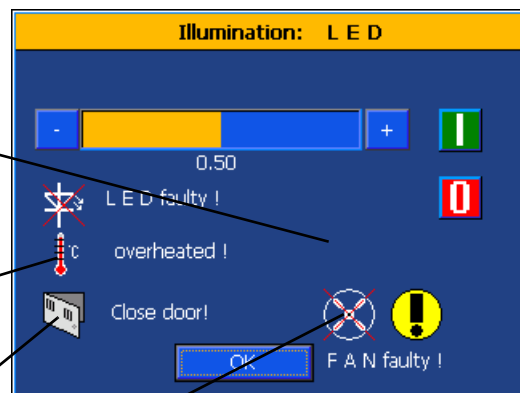 Illumination: L E D
- +
0.50
L E D faulty !
°C overheated !
Close door!
OK
F A N faulty !